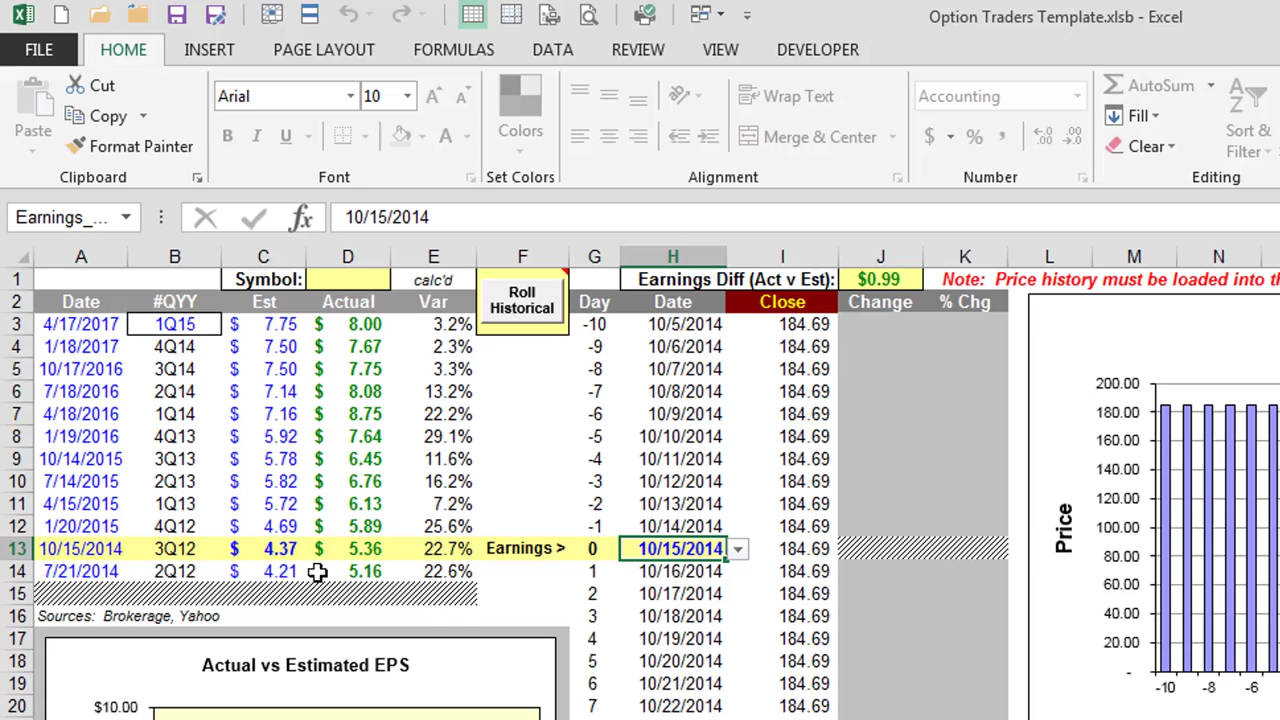 Option Traders Template.xlsb - Excel
FILE HOME INSERT PAGE LAYOUT FORMULAS DATA REVIEW VIEW DEVELOPER
Paste
Cut
Copy
Format Painter
Clipboard
Arial 10
B I U
Font
Colors
Set Colors
Wrap Text
Merge & Center
Alignment
Accounting
$ % ,
Number
AutoSum
Fill
Clear
Sort &
Filter
Editing
Earnings_... fx 10/15/2014
A B C D E F G H I J K L M N
1 Symbol: calc'd Earnings Diff (Act v Est): $0.99 Note: Price history must be loaded into th
Roll
Historical
2 Date #QYY Est Actual Var Day Date Close Change % Chg
3 4/17/2017 1Q15 $ 7.75 $ 8.00 3.2% -10 10/5/2014 184.69
4 1/18/2017 4Q14 $ 7.50 $ 7.67 2.3% -9 10/6/2014 184.69
5 10/17/2016 3Q14 $ 7.50 $ 7.75 3.3% -8 10/7/2014 184.69
6 7/18/2016 2Q14 $ 7.14 $ 8.08 13.2% -7 10/8/2014 184.69
7 4/18/2016 1Q14 $ 7.16 $ 8.75 22.2% -6 10/9/2014 184.69
8 1/19/2016 4Q13 $ 5.92 $ 7.64 29.1% -5 10/10/2014 184.69
9 10/14/2015 3Q13 $ 5.78 $ 6.45 11.6% -4 10/11/2014 184.69
10 7/14/2015 2Q13 $ 5.82 $ 6.76 16.2% -3 10/12/2014 184.69
11 4/15/2015 1Q13 $ 5.72 $ 6.13 7.2% -2 10/13/2014 184.69
12 1/20/2015 4Q12 $ 4.69 $ 5.89 25.6% -1 10/14/2014 184.69
13 10/15/2014 3Q12 $ 4.37 $ 5.36 22.7% Earnings > 0 10/15/2014 184.69
14 7/21/2014 2Q12 $ 4.21 5.16 22.6% 1 10/16/2014 184.69
15 2 10/17/2014 184.69
16 Sources: Brokerage, Yahoo 3 10/18/2014 184.69
17 4 10/19/2014 184.69
18 Actual vs Estimated EPS 5 10/20/2014 184.69
19 6 10/21/2014 184.69
20 $10.00 7 10/22/2014 184.69
Price
200.00
180.00
160.00
140.00
120.00
100.00
80.00
60.00
40.00
20.00
-
-10 -8 -6